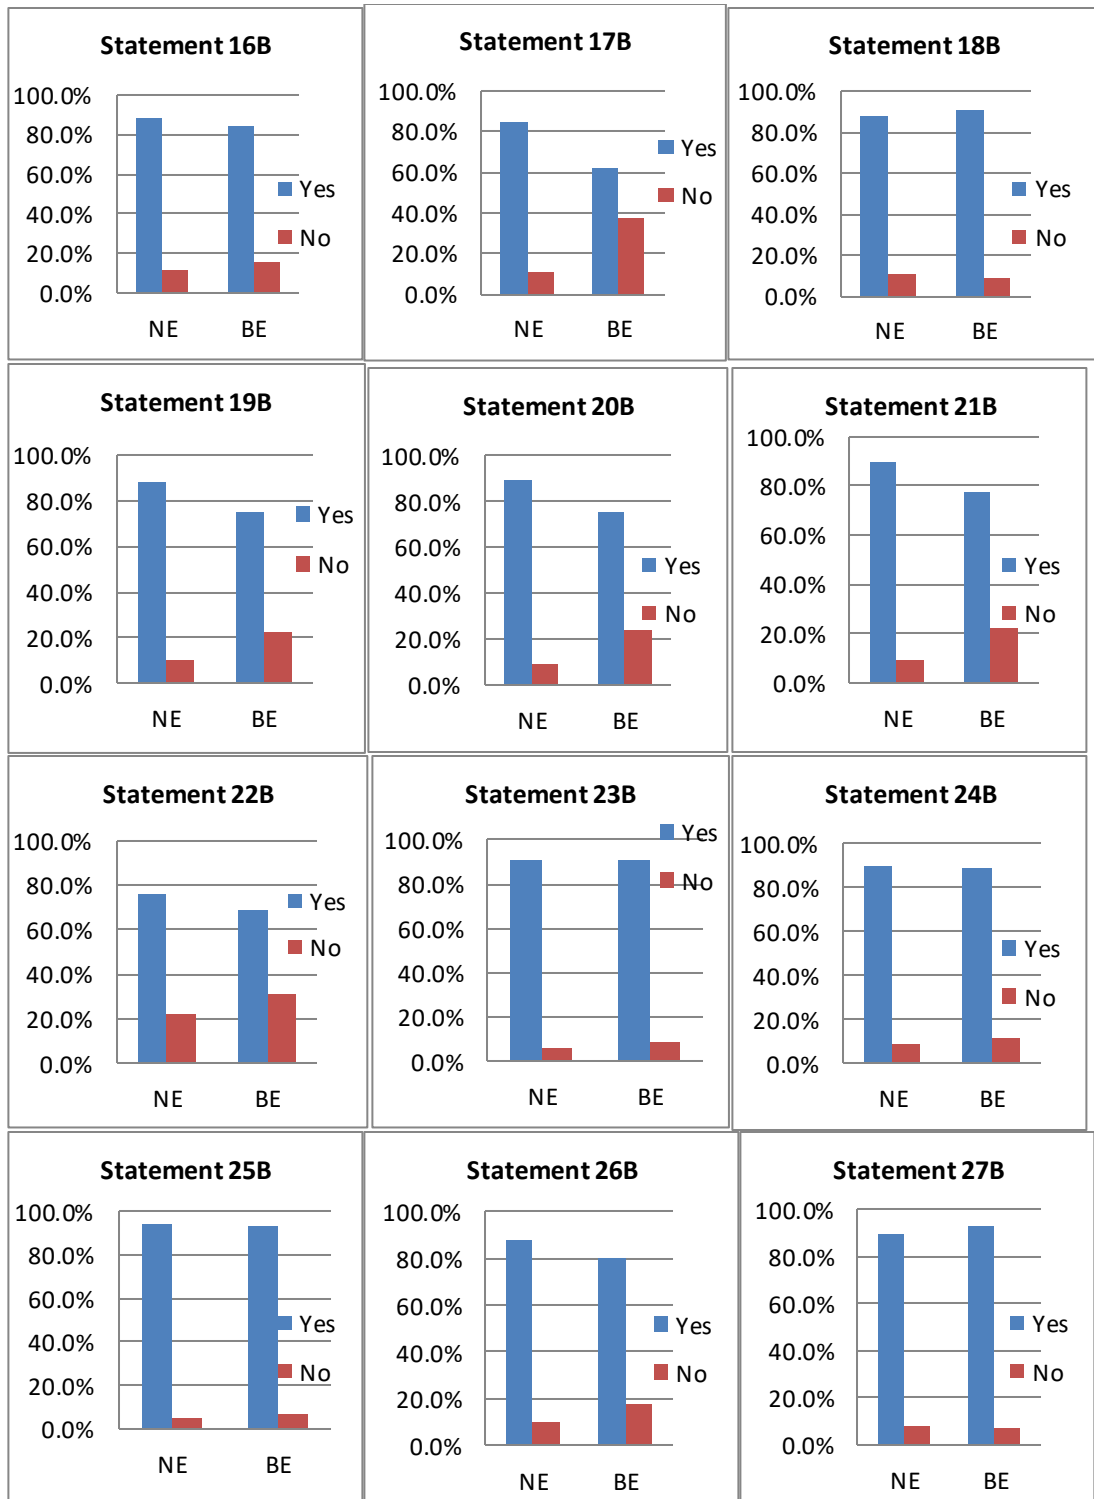 Statement 16B
100.0%
80.0%
60.0%
40.0%
20.0%
0.0%
NE BE
Yes
No
Statement 17B
100.0%
80.0%
60.0%
40.0%
20.0%
0.0%
NE BE
Yes
No
Statement 18B
100.0%
80.0%
60.0%
40.0%
20.0%
0.0%
NE BE
Yes
No
Statement 19B
100.0%
80.0%
60.0%
40.0%
20.0%
0.0%
NE BE
Yes
No
Statement 20B
100.0%
80.0%
60.0%
40.0%
20.0%
0.0%
NE BE
Yes
No
Statement 21B
100.0%
80.0%
60.0%
40.0%
20.0%
0.0%
NE BE
Yes
No
Statement 22B
100.0%
80.0%
60.0%
40.0%
20.0%
0.0%
NE BE
Yes
No
Statement 23B
100.0%
80.0%
60.0%
40.0%
20.0%
0.0%
NE BE
Yes
No
Statement 24B
100.0%
80.0%
60.0%
40.0%
20.0%
0.0%
NE BE
Yes
No
Statement 25B
100.0%
80.0%
60.0%
40.0%
20.0%
0.0%
NE BE
Yes
No
Statement 26B
100.0%
80.0%
60.0%
40.0%
20.0%
0.0%
NE BE
Yes
No
Statement 27B
100.0%
80.0%
60.0%
40.0%
20.0%
0.0%
NE BE
Yes
No